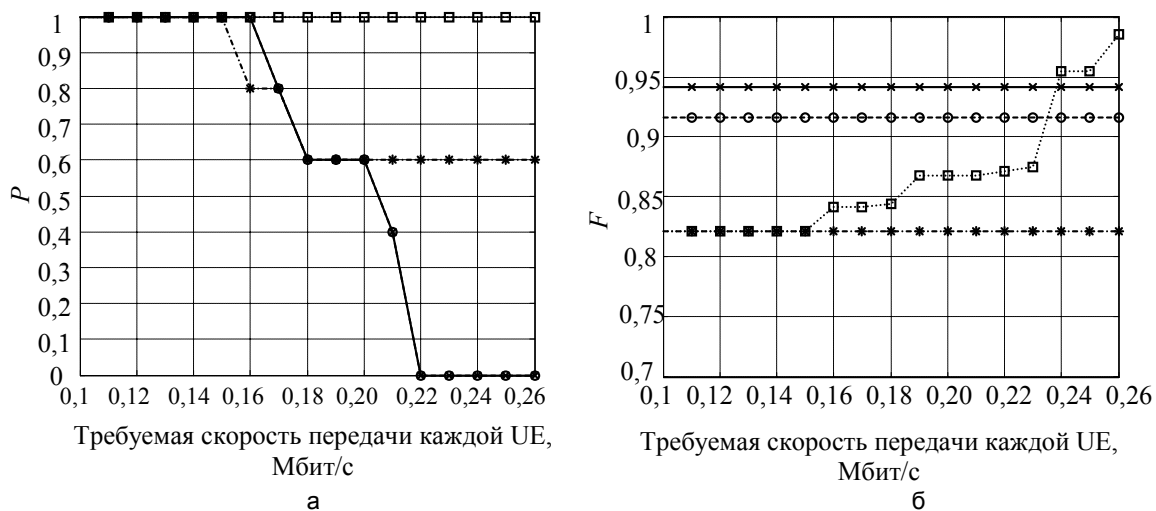 1
0,9
0,8
0,7
0,6
0,5
0,4
0,3
0,2
0,1
0
P
0,1 0,12 0,14 0,16 0,18 0,20 0,22 0,24 0,26
Требуемая скорость передачи каждой UE,
Мбит/с
а
1
0,95
0,9
0,85
0,8
0,75
0,7
F
0,1 0,12 0,14 0,16 0,18 0,20 0,22 0,24 0,26
Требуемая скорость передачи каждой UE,
Мбит/с
б